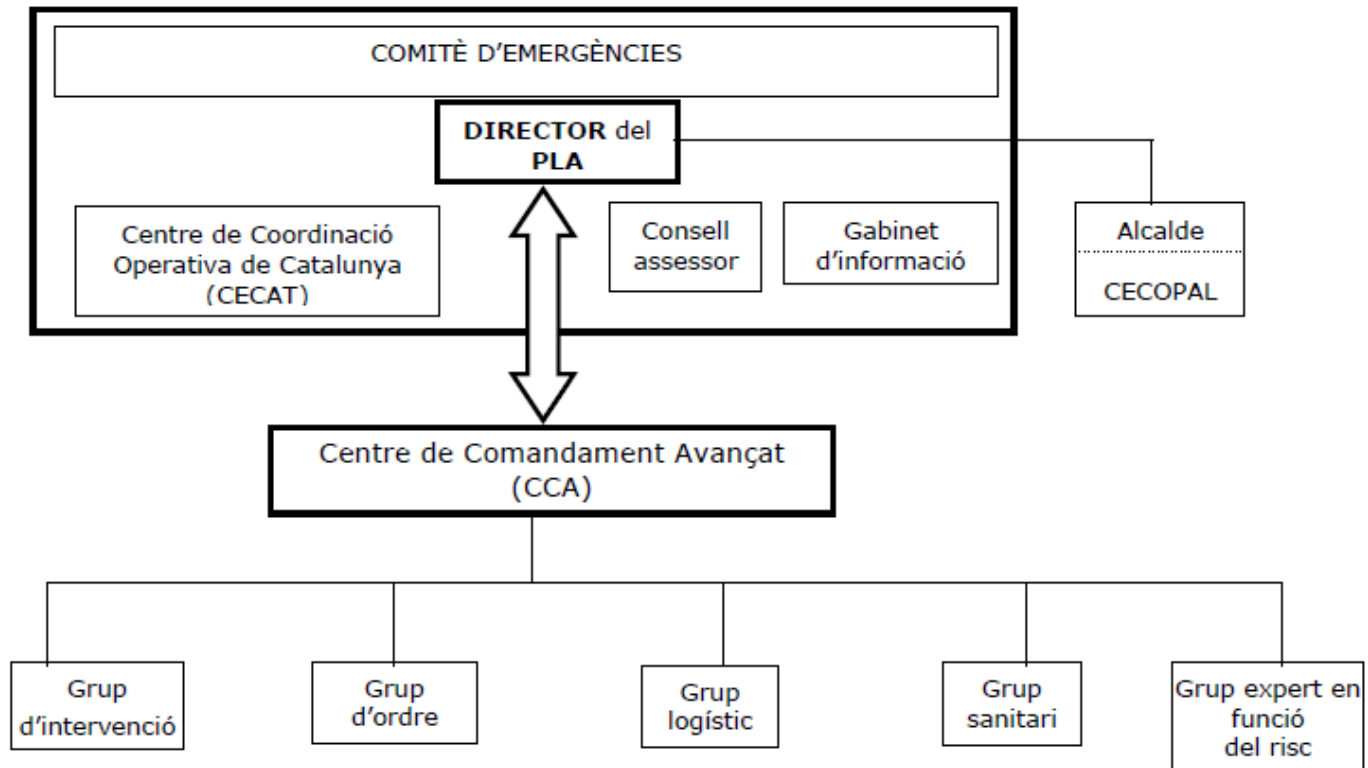 COMITÈ D’EMERGÈNCIES
DIRECTOR del
PLA
Centre de Coordinació
Operativa de Catalunya
(CECAT)
Consell
assessor
Gabinet
d’informació
Alcalde
CECOPAL
Centre de Comandament Avançat
(CCA)
Grup
d’intervenció
Grup
d’ordre
Grup
logístic
Grup
sanitari
Grup expert en
funció
del risc